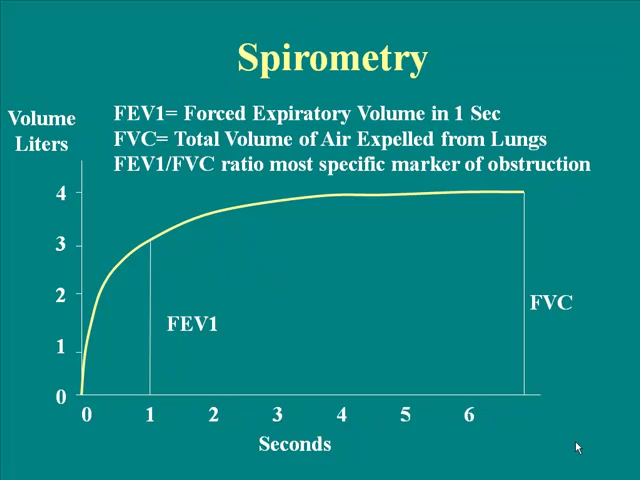 Spirometry
Volume
Liters
FEV1= Forced Expiratory Volume in 1 Sec
FVC= Total Volume of Air Expelled from Lungs
FEV1/FVC ratio most specific marker of obstruction
4
3
2
1
0
FEV1
FVC
0 1 2 3 4 5 6
Seconds